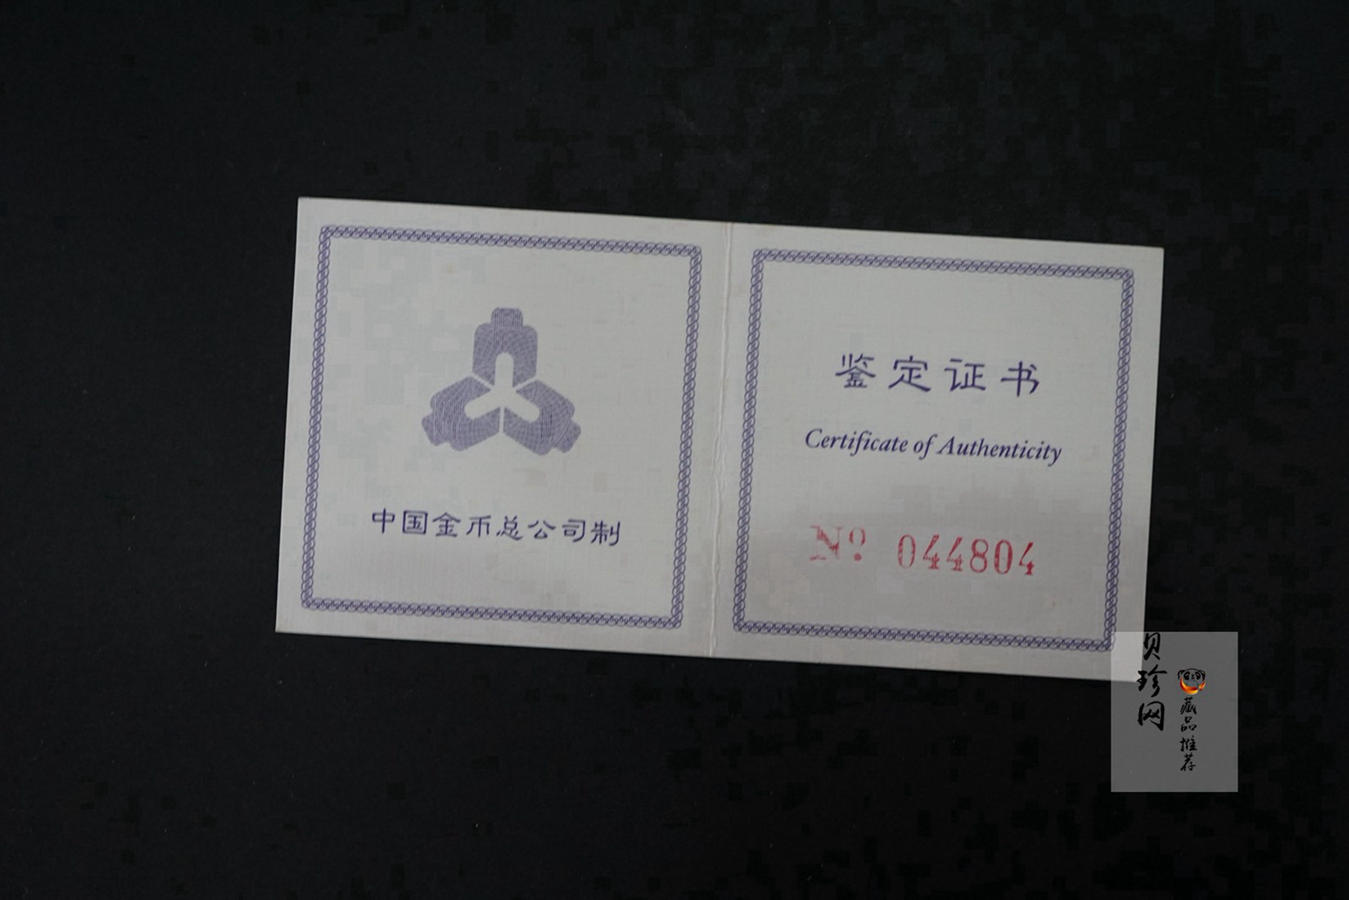 中国金币总公司制
鉴定证书
Certificate of Authenticity
Nº 044804
贝珍网
藏品推荐